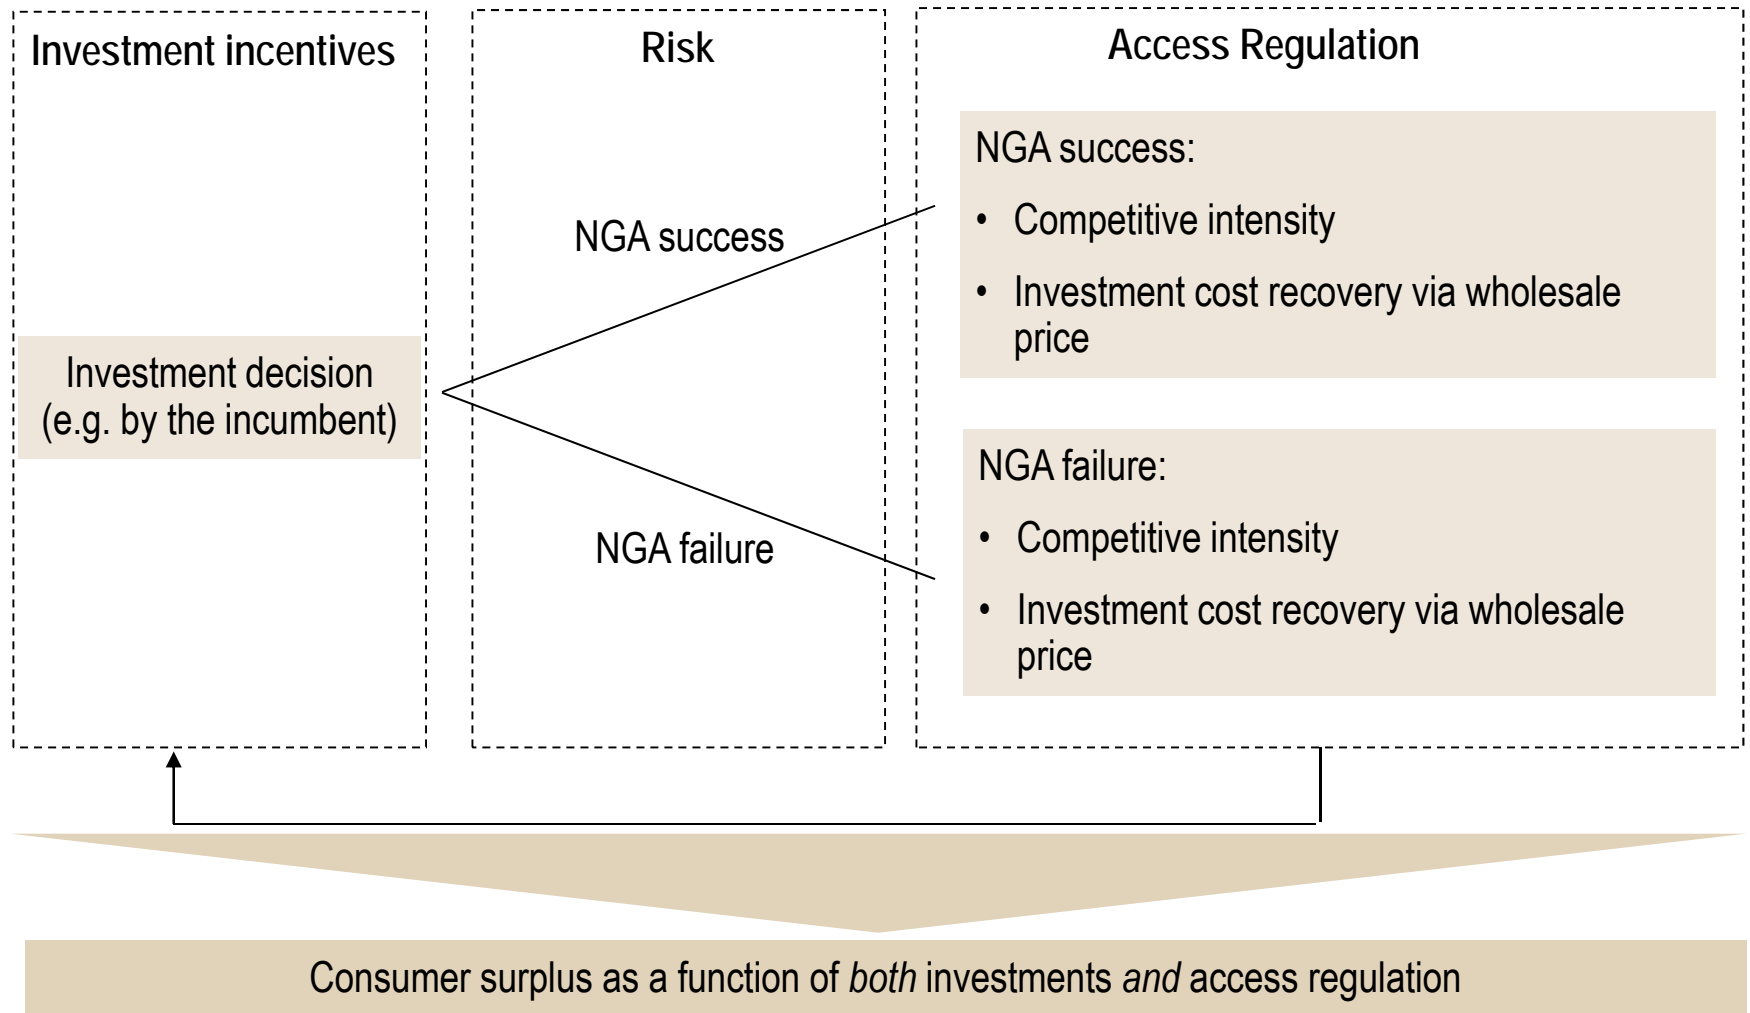 Investment incentives
Risk
Access Regulation
NGA success:
• Competitive intensity
• Investment cost recovery via wholesale
price
NGA success
Investment decision
(e.g. by the incumbent)
NGA failure:
• Competitive intensity
• Investment cost recovery via wholesale
price
NGA failure
Consumer surplus as a function of both investments and access regulation